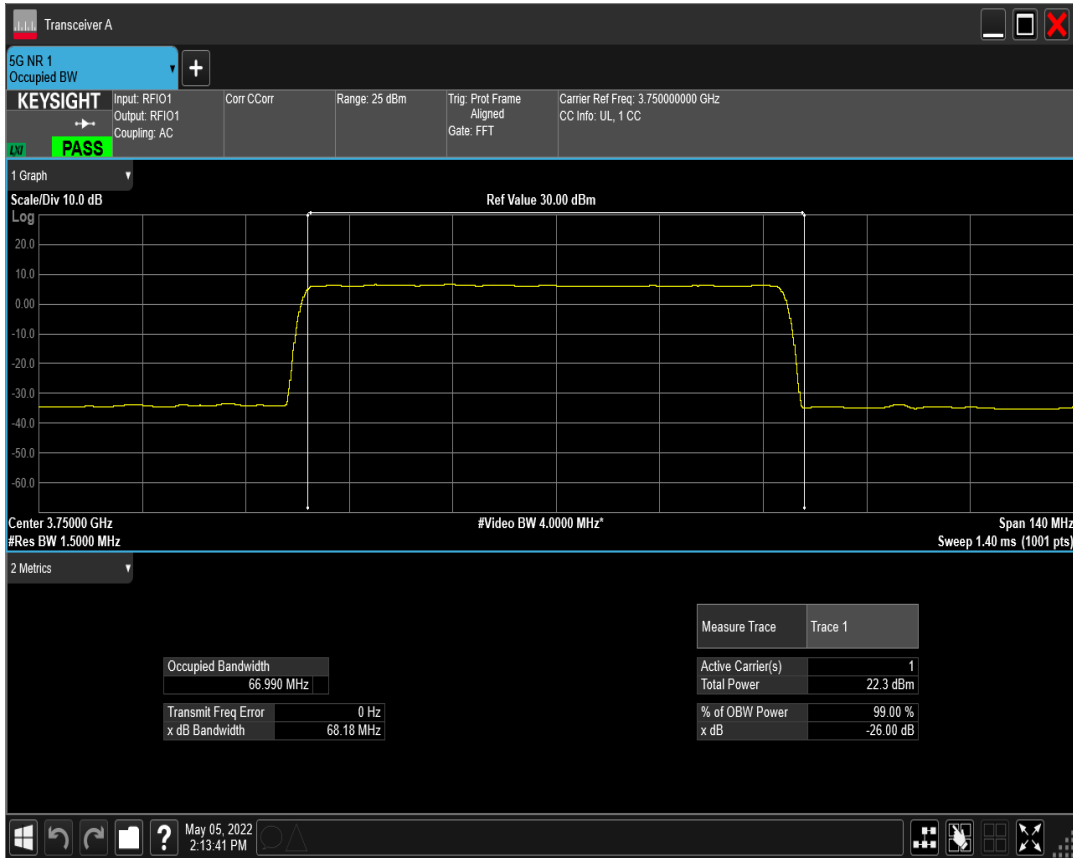 Transceiver A
5G NR 1
Occupied BW
+
KEYSIGHT
LXI
PASS
Input: RFIO1
Output: RFIO1
Coupling: AC
Corr CCorr
Range: 25 dBm
Trig: Prot Frame
Aligned
Gate: FFT
Carrier Ref Freq: 3.750000000 GHz
CC Info: UL, 1 CC
1 Graph
Scale/Div 10.0 dB
Ref Value 30.00 dBm
Log
20.0
10.0
0.00
-10.0
-20.0
-30.0
-40.0
-50.0
-60.0
Center 3.75000 GHz
#Video BW 4.0000 MHz*
Span 140 MHz
#Res BW 1.5000 MHz
Sweep 1.40 ms (1001 pts)
2 Metrics
Measure Trace
Trace 1
Occupied Bandwidth
66.990 MHz
Active Carrier(s)
1
Total Power
22.3 dBm
Transmit Freq Error
0 Hz
% of OBW Power
99.00 %
x dB Bandwidth
68.18 MHz
x dB
-26.00 dB
?
May 05, 2022
2:13:41 PM